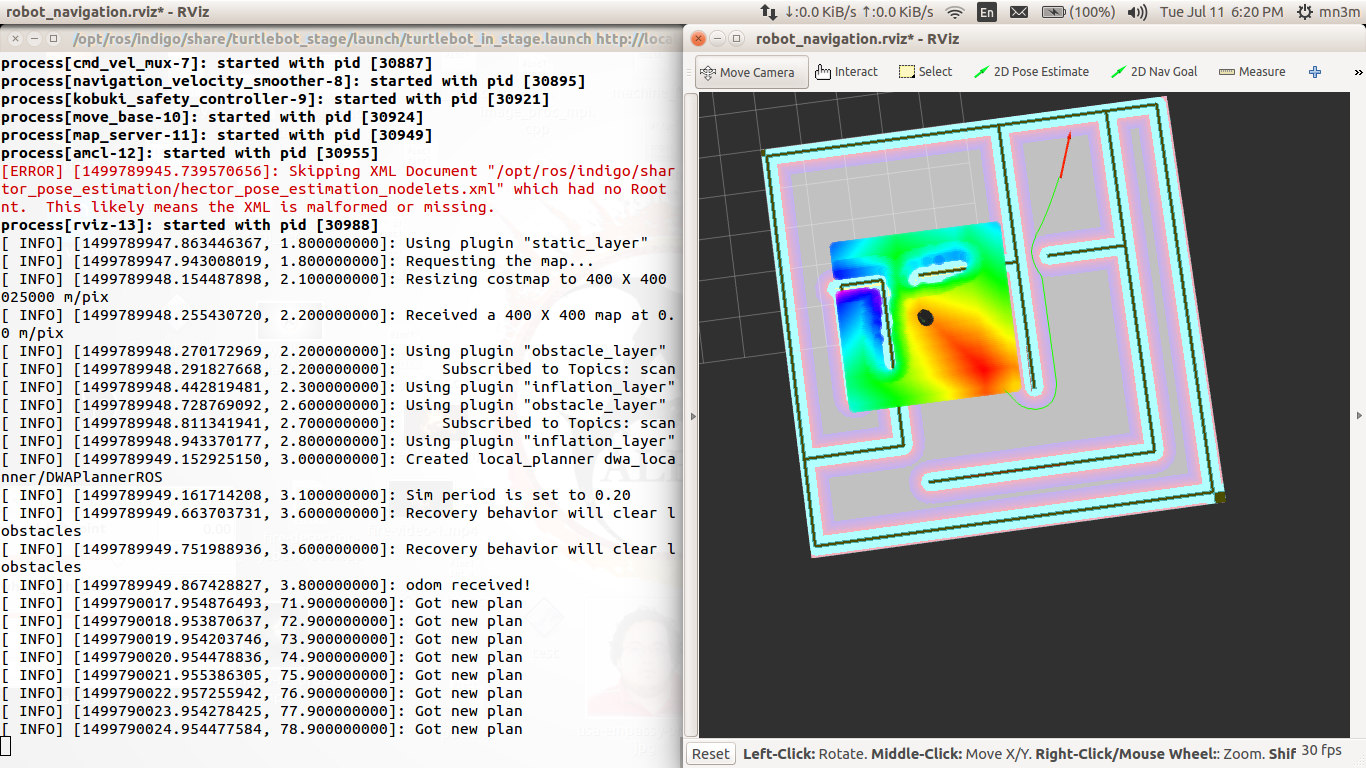 robot_navigation.rviz* - RViz
↓:0.0 KiB/s ↑:0.0 KiB/s En (100%) Tue Jul 11 6:20 PM mn3m
/opt/ros/indigo/share/turtlebot_stage/launch/turtlebot_in_stage.launch http://loca
process[cmd_vel_mux-7]: started with pid [30887]
process[navigation_velocity_smoother-8]: started with pid [30895]
process[kobuki_safety_controller-9]: started with pid [30921]
process[move_base-10]: started with pid [30924]
process[map_server-11]: started with pid [30949]
process[amcl-12]: started with pid [30955]
[ERROR] [1499789945.739570656]: Skipping XML Document "/opt/ros/indigo/shar
tor_pose_estimation/hector_pose_estimation_nodelets.xml" which had no Root
nt.  This likely means the XML is malformed or missing.
process[rviz-13]: started with pid [30988]
[ INFO] [1499789947.863446367, 1.800000000]: Using plugin "static_layer"
[ INFO] [1499789947.943008019, 1.800000000]: Requesting the map...
[ INFO] [1499789948.154487898, 2.100000000]: Resizing costmap to 400 X 400
025000 m/pix
[ INFO] [1499789948.255430720, 2.200000000]: Received a 400 X 400 map at 0.
0 m/pix
[ INFO] [1499789948.270172969, 2.200000000]: Using plugin "obstacle_layer"
[ INFO] [1499789948.291827668, 2.200000000]:     Subscribed to Topics: scan
[ INFO] [1499789948.442819481, 2.300000000]: Using plugin "inflation_layer"
[ INFO] [1499789948.728769092, 2.600000000]: Using plugin "obstacle_layer"
[ INFO] [1499789948.811341941, 2.700000000]:     Subscribed to Topics: scan
[ INFO] [1499789948.943370177, 2.800000000]: Using plugin "inflation_layer"
[ INFO] [1499789949.152925150, 3.000000000]: Created local_planner dwa_loca
nner/DWAPlannerROS
[ INFO] [1499789949.161714208, 3.100000000]: Sim period is set to 0.20
[ INFO] [1499789949.663703731, 3.600000000]: Recovery behavior will clear l
obstacles
[ INFO] [1499789949.751988936, 3.600000000]: Recovery behavior will clear l
obstacles
[ INFO] [1499789949.867428827, 3.800000000]: odom received!
[ INFO] [1499790017.954876493, 71.900000000]: Got new plan
[ INFO] [1499790018.953870637, 72.900000000]: Got new plan
[ INFO] [1499790019.954203746, 73.900000000]: Got new plan
[ INFO] [1499790020.954478836, 74.900000000]: Got new plan
[ INFO] [1499790021.955386305, 75.900000000]: Got new plan
[ INFO] [1499790022.957255942, 76.900000000]: Got new plan
[ INFO] [1499790023.954278425, 77.900000000]: Got new plan
[ INFO] [1499790024.954477584, 78.900000000]: Got new plan
robot_navigation.rviz* - RViz
Move Camera Interact Select 2D Pose Estimate 2D Nav Goal Measure »
Reset Left-Click: Rotate. Middle-Click: Move X/Y. Right-Click/Mouse Wheel:: Zoom. Shif 30 fps